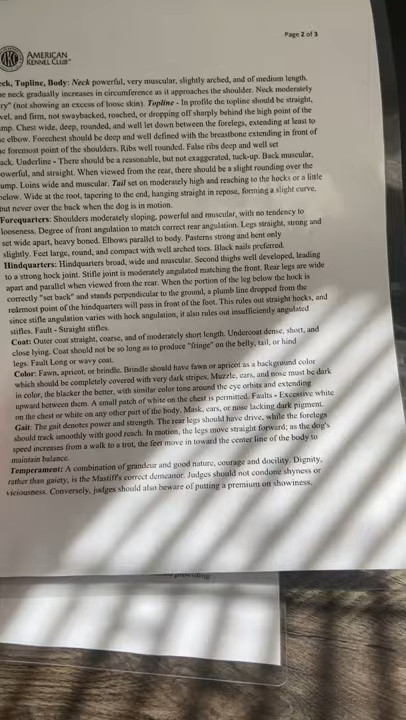 Page 2 of 3
AKC
AMERICAN
KENNEL CLUB
eck, Topline, Body: Neck powerful, very muscular, slightly arched, and of medium length.
he neck gradually increases in circumference as it approaches the shoulder. Neck moderately
ry" (not showing an excess of loose skin). Topline - In profile the topline should be straight,
vel, and firm, not swaybacked, roached, or dropping off sharply behind the high point of the
mp. Chest wide, deep, rounded, and well let down between the forelegs, extending at least to
e elbow. Forechest should be deep and well defined with the breastbone extending in front of
e foremost point of the shoulders. Ribs well rounded. False ribs deep and well set
ack. Underline - There should be a reasonable, but not exaggerated, tuck-up. Back muscular,
owerful, and straight. When viewed from the rear, there should be a slight rounding over the
ump. Loins wide and muscular. Tail set on moderately high and reaching to the hocks or a little
below. Wide at the root, tapering to the end, hanging straight in repose, forming a slight curve,
but never over the back when the dog is in motion.
Forequarters: Shoulders moderately sloping, powerful and muscular, with no tendency to
looseness. Degree of front angulation to match correct rear angulation. Legs straight, strong and
set wide apart, heavy boned. Elbows parallel to body. Pasterns strong and bent only
slightly. Feet large, round, and compact with well arched toes. Black nails preferred.
Hindquarters: Hindquarters broad, wide and muscular. Second thighs well developed, leading
to a strong hock joint. Stifle joint is moderately angulated matching the front. Rear legs are wide
apart and parallel when viewed from the rear. When the portion of the leg below the hock is
correctly "set back" and stands perpendicular to the ground, a plumb line dropped from the
rearmost point of the hindquarters will pass in front of the foot. This rules out straight hocks, and
since stifle angulation varies with hock angulation, it also rules out insufficiently angulated
stifles. Fault - Straight stifles.
Coat: Outer coat straight, coarse, and of moderately short length. Undercoat dense, short, and
close lying. Coat should not be so long as to produce "fringe" on the belly, tail, or hind
legs. Fault Long or wavy coat.
Color: Fawn, apricot, or brindle. Brindle should have fawn or apricot as a background color
which should be completely covered with very dark stripes. Muzzle, ears, and nose must be dark
in color, the blacker the better, with similar color tone around the eye orbits and extending
upward between them. A small patch of white on the chest is permitted. Faults - Excessive white
on the chest or white on any other part of the body. Mask, ears, or nose lacking dark pigment.
Gait: The gait denotes power and strength. The rear legs should have drive, while the forelegs
should track smoothly with good reach. In motion, the legs move straight forward; as the dog's
speed increases from a walk to a trot, the feet move in toward the center line of the body to
maintain balance.
Temperament: A combination of grandeur and good nature, courage and docility. Dignity,
rather than gaiety, is the Mastiff's correct demeanor. Judges should not condone shyness or
viciousness. Conversely, judges should also beware of putting a premium on showiness.
providing